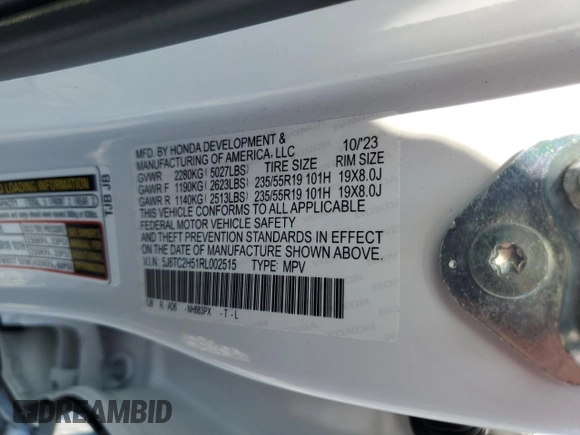 MFD. BY HONDA DEVELOPMENT & 10/'23
MANUFACTURING OF AMERICA, LLC
GVWR 2280KG( 5027LBS) TIRE SIZE RIM SIZE
GAWR F 1190KG( 2623LBS) 235/55R19 101H 19X8.0J
GAWR R 1140KG( 2513LBS) 235/55R19 101H 19X8.0J
THIS VEHICLE CONFORMS TO ALL APPLICABLE
FEDERAL MOTOR VEHICLE SAFETY
AND THEFT PREVENTION STANDARDS IN EFFECT
ON THE DATE OF MANUFACTURE SHOWN ABOVE.
V.I.N. 5J8TC2H51RL002515 TYPE: MPV
NH883PX -T-L
LOADING INFORMATION
TJB JB
DREAMBID